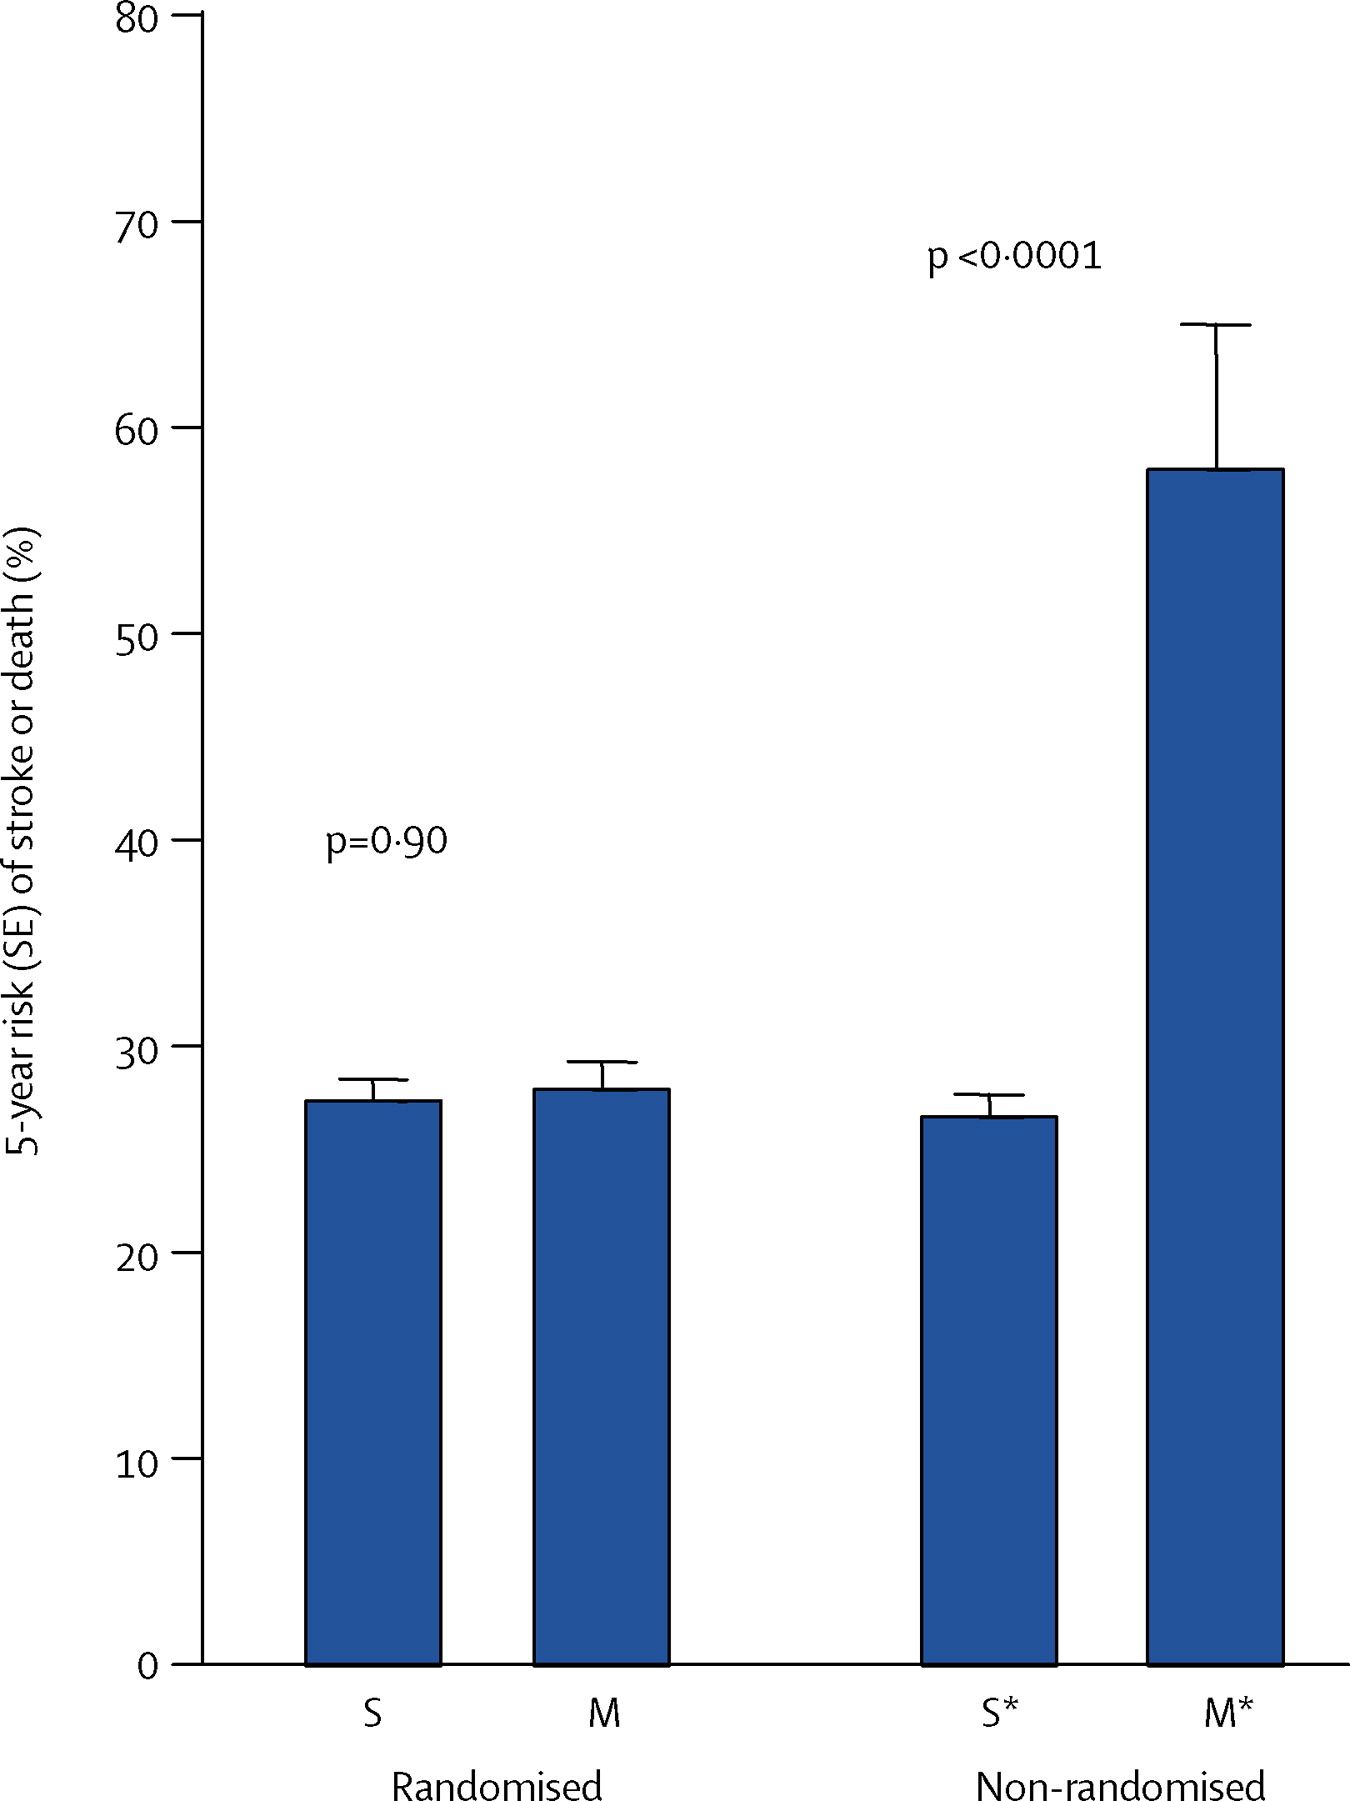 5-year risk (SE) of stroke or death (%)
80
70
60
50
40
30
20
10
0
p=0·90
p <0·0001
S
M
S*
M*
Randomised
Non-randomised